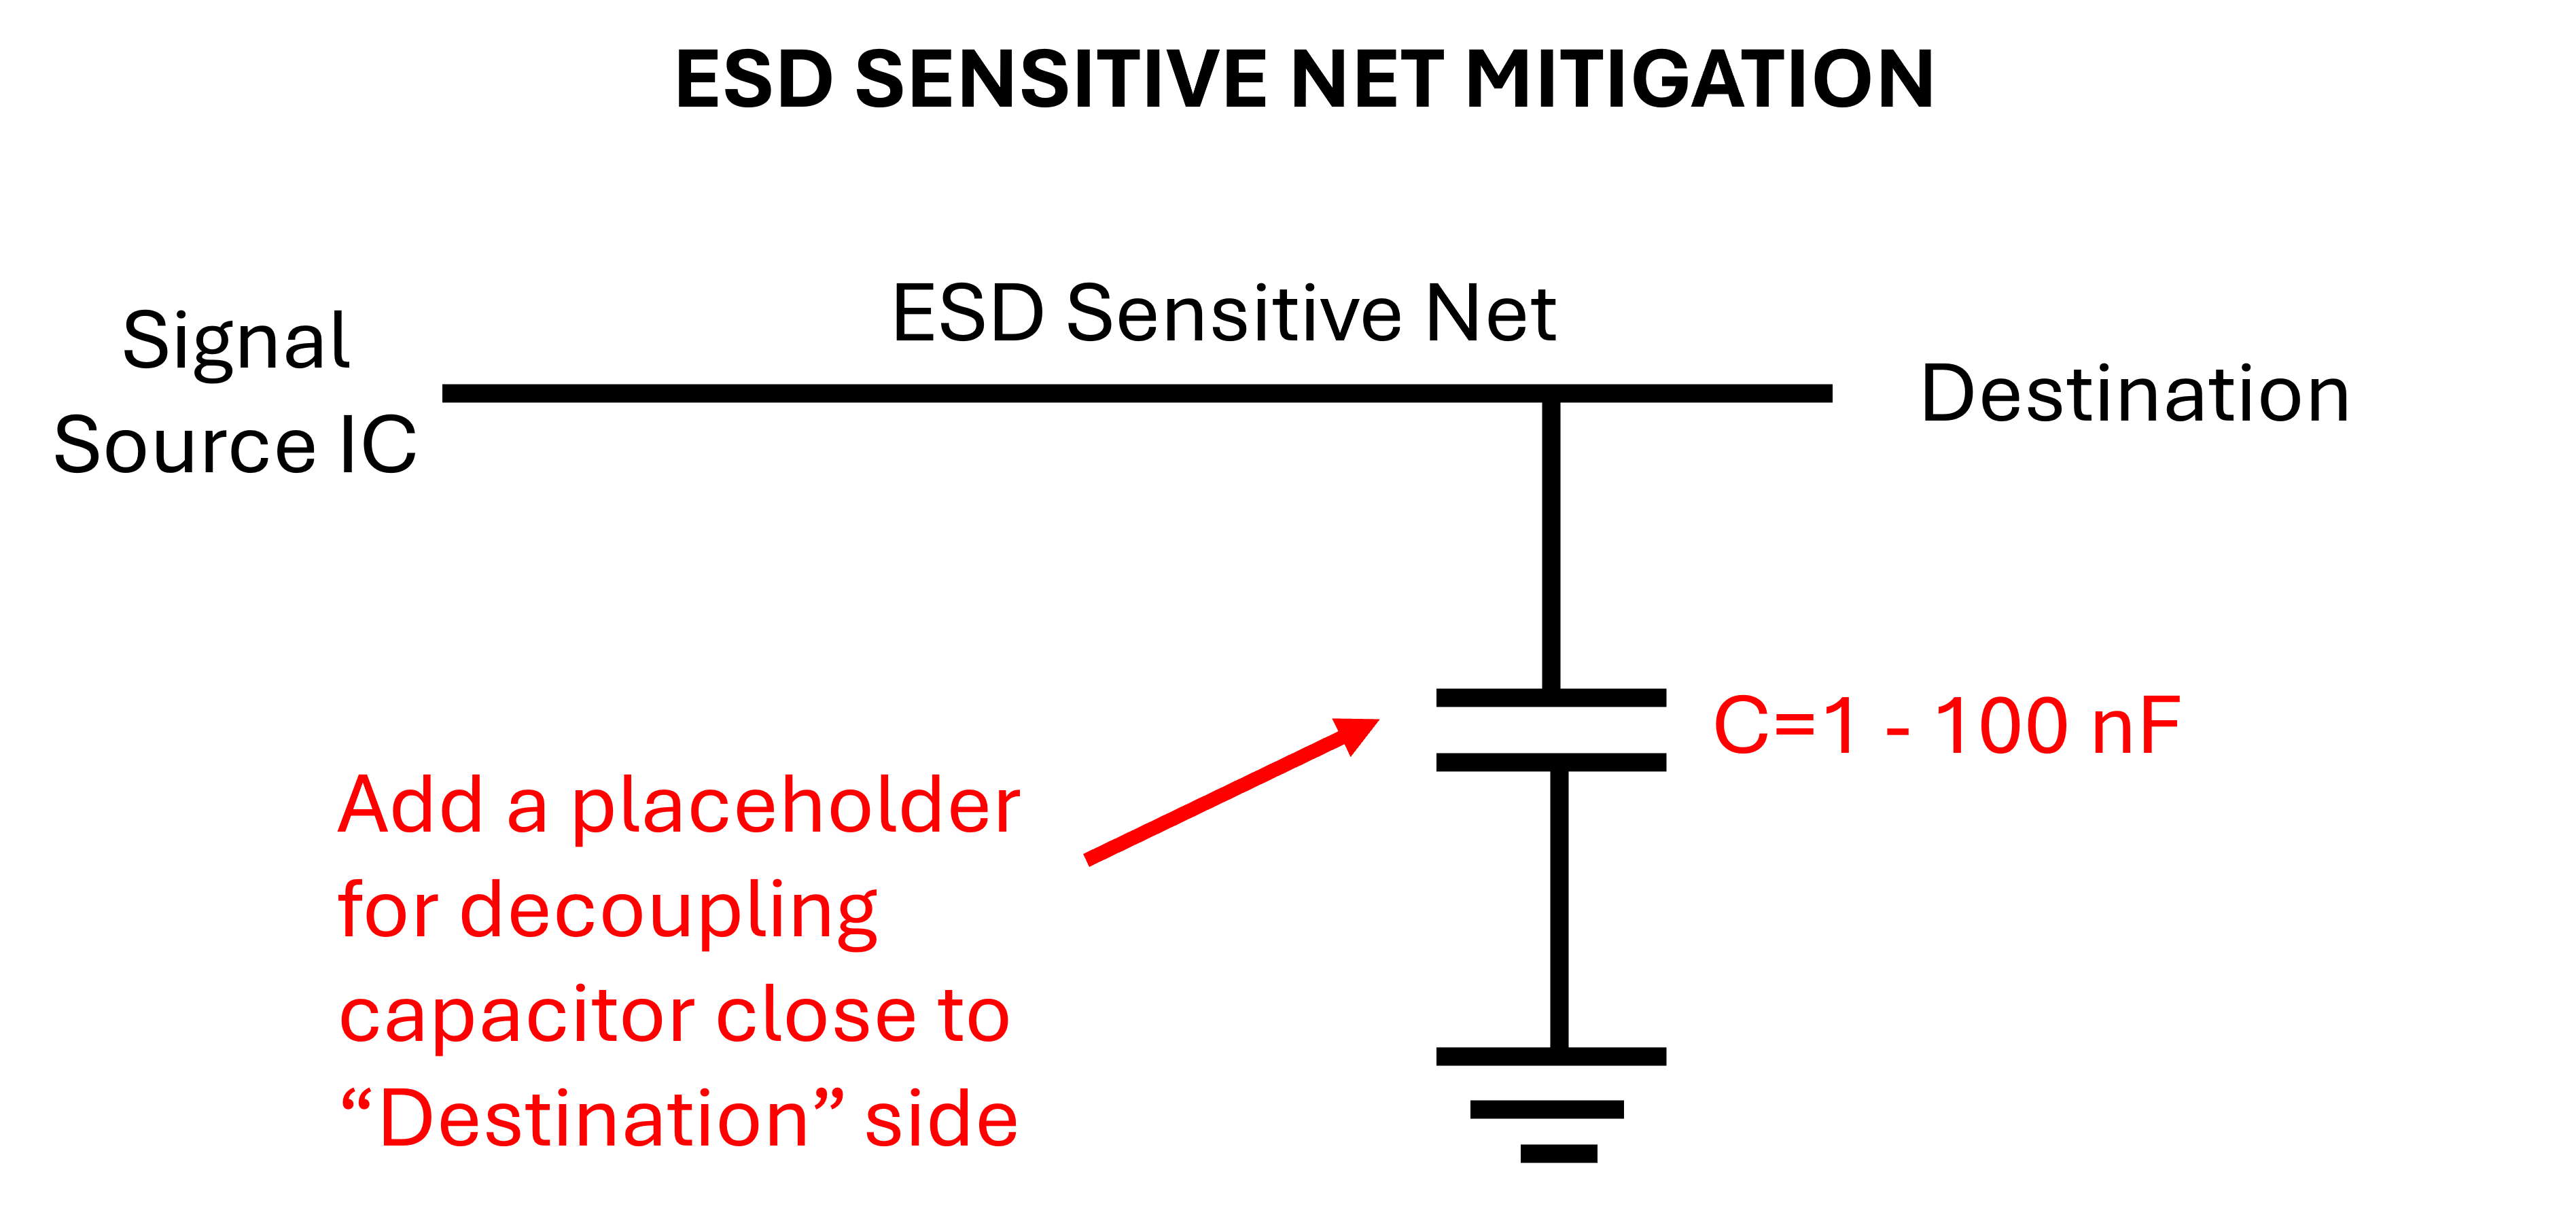 ESD SENSITIVE NET MITIGATION
ESD Sensitive Net
Signal
Source IC
Destination
C=1 - 100 nF
Add a placeholder
for decoupling
capacitor close to
“Destination” side